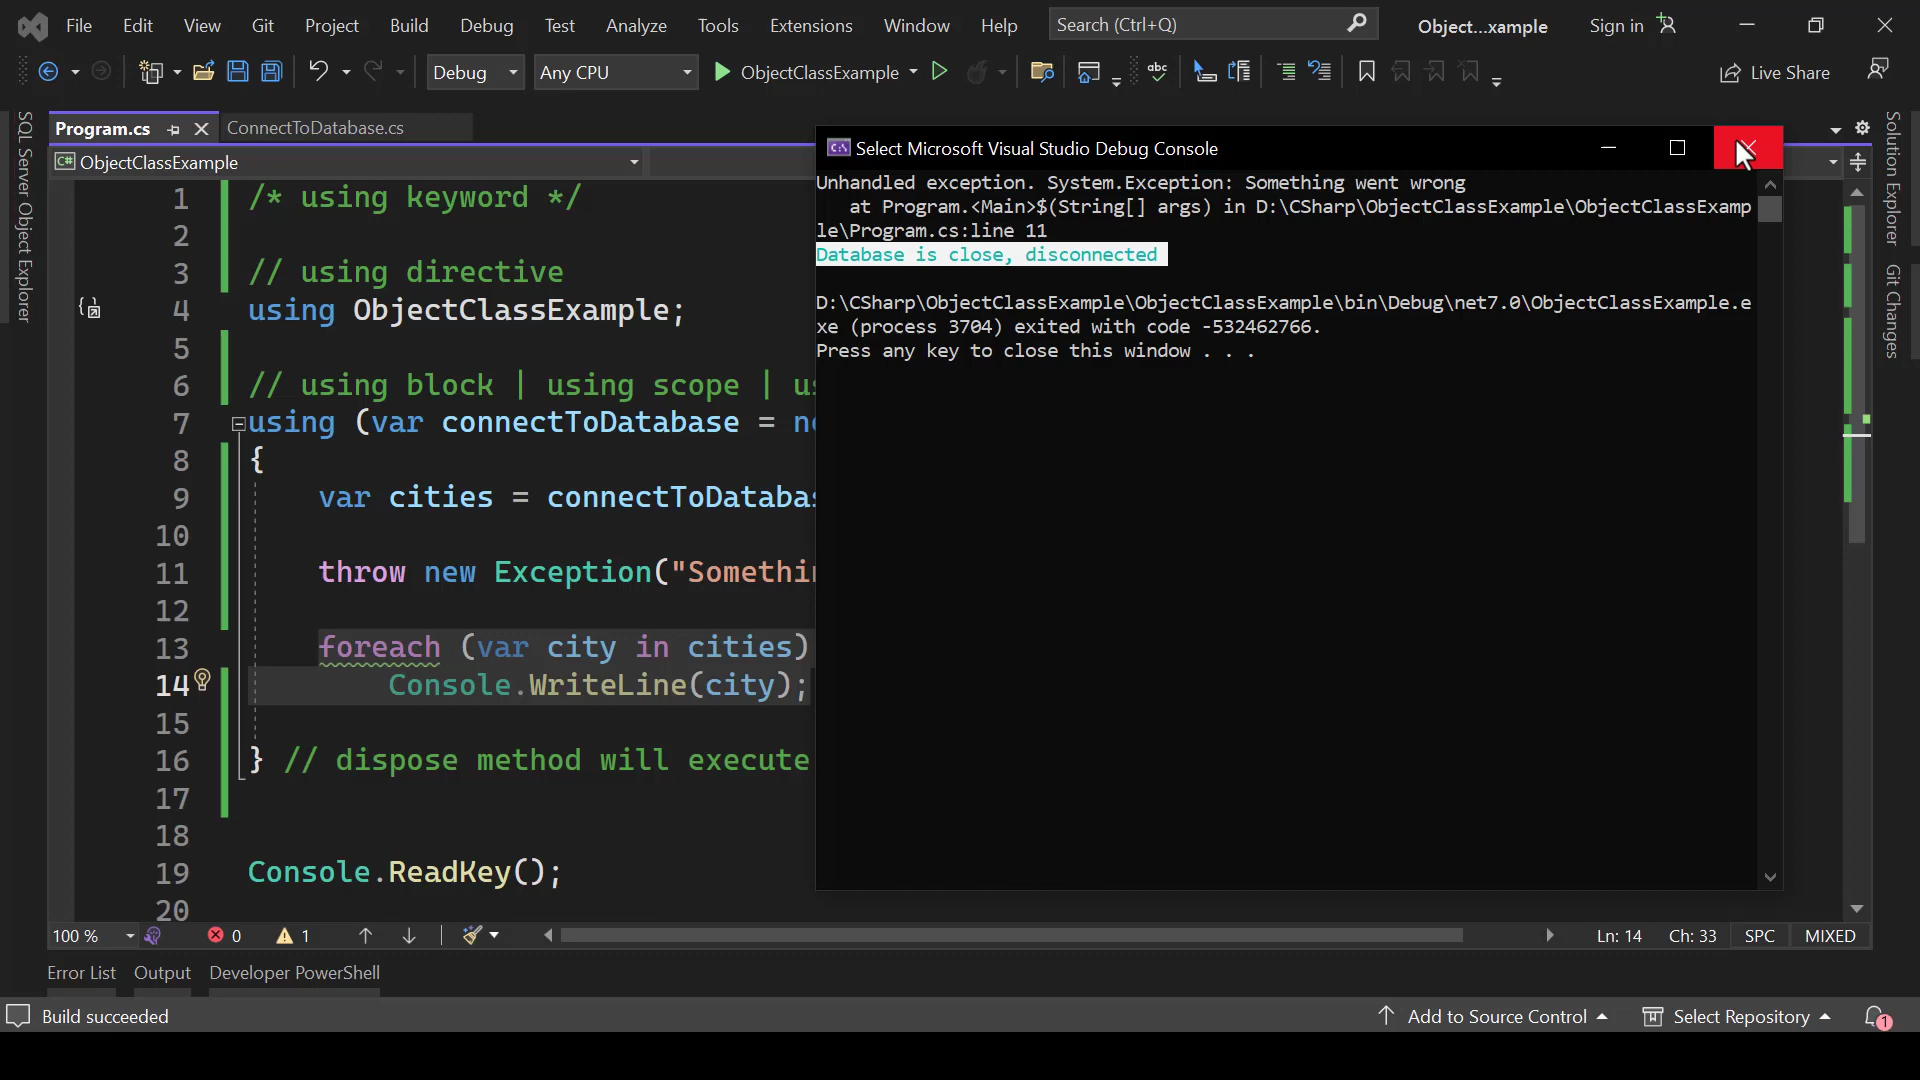 File Edit View Git Project Build Debug Test Analyze Tools Extensions Window Help Search (Ctrl+Q) Object...xample Sign in
Debug Any CPU ObjectClassExample Live Share
SQL Server Object Explorer
Program.cs ConnectToDatabase.cs
ObjectClassExample
1 /* using keyword */
2
3 // using directive
4 using ObjectClassExample;
5
6 // using block | using scope |
7 using (var connectToDatabase =
8 {
9 var cities = connectToDatabas
10
11 throw new Exception("Somethin
12
13 foreach (var city in cities)
14 Console.WriteLine(city);
15
16 } // dispose method will execute
17
18
19 Console.ReadKey();
20
Select Microsoft Visual Studio Debug Console
Unhandled exception. System.Exception: Something went wrong
at Program.<Main>$(String[] args) in D:\CSharp\ObjectClassExample\ObjectClassExamp
le\Program.cs:line 11
Database is close, disconnected
D:\CSharp\ObjectClassExample\ObjectClassExample\bin\Debug\net7.0\ObjectClassExample.e
xe (process 3704) exited with code -532462766.
Press any key to close this window . . .
Solution Explorer
Git Changes
100 % 0 1 Ln: 14 Ch: 33 SPC MIXED
Error List Output Developer PowerShell
Build succeeded Add to Source Control Select Repository 1